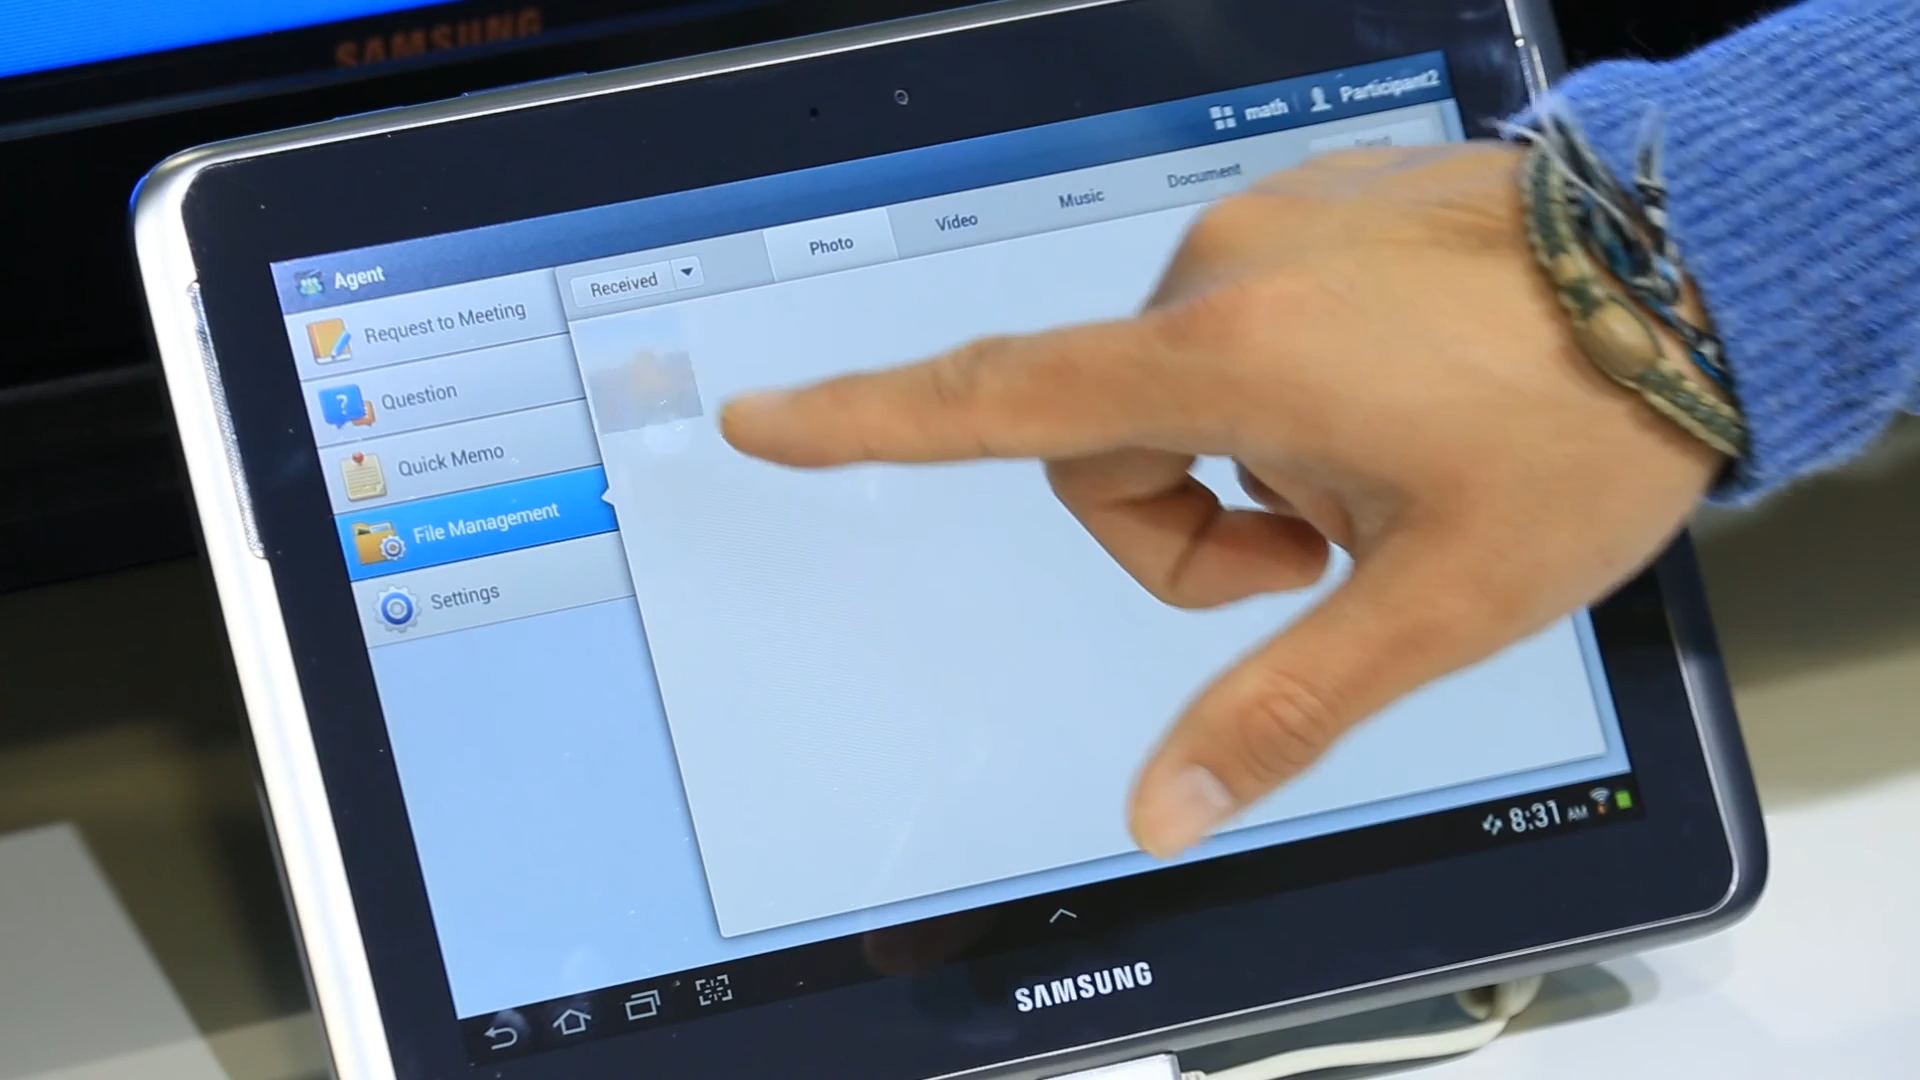 SAMSUNG
math
Participant2
Agent
Received
Photo
Video
Music
Document
Request to Meeting
Question
?
Quick Memo
File Management
Settings
8:31 AM
SAMSUNG